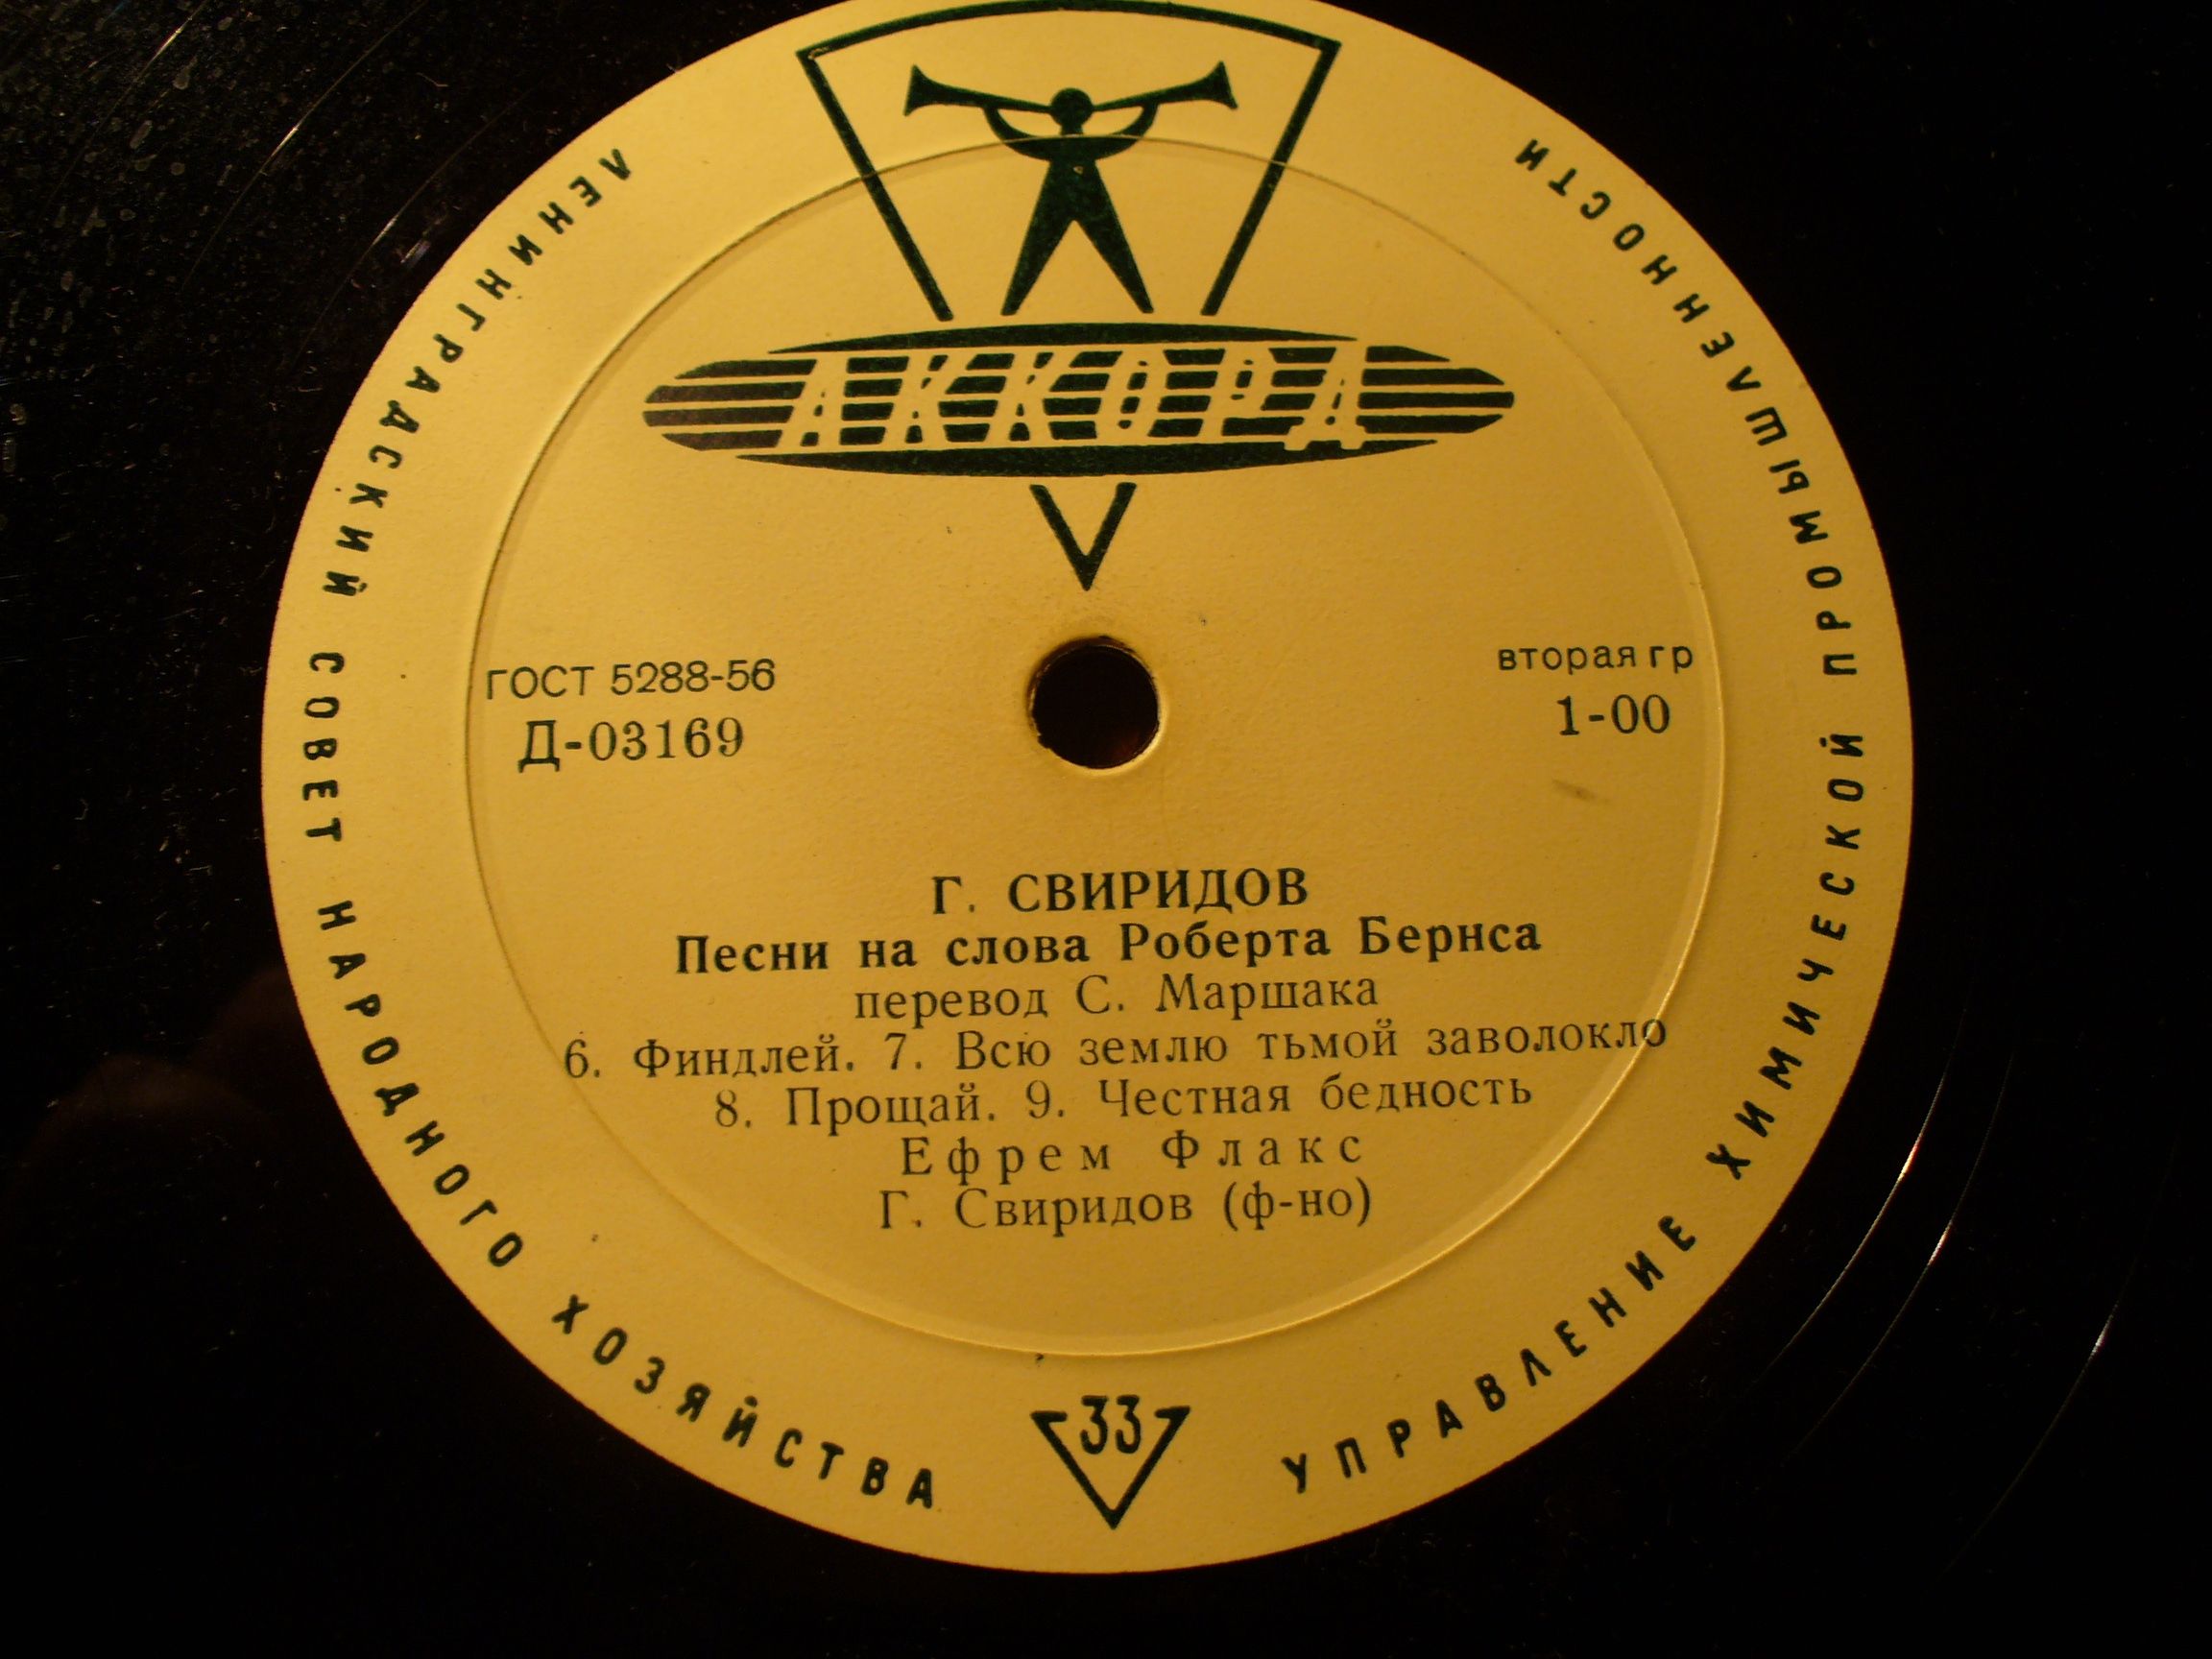 ЛЕНИНГРАДСКИЙ СОВЕТ НАРОДНОГО ХОЗЯЙСТВА
УПРАВЛЕНИЕ ХИМИЧЕСКОЙ ПРОМЫШЛЕННОСТИ
АККОРД
ГОСТ 5288-56
Д-03169
вторая гр
1-00
Г. СВИРИДОВ
Песни на слова Роберта Бернса
перевод С. Маршака
6. Финдлей. 7. Всю землю тьмой заволокло
8. Прощай. 9. Честная бедность
Ефрем Флакс
Г. Свиридов (ф-но)
33